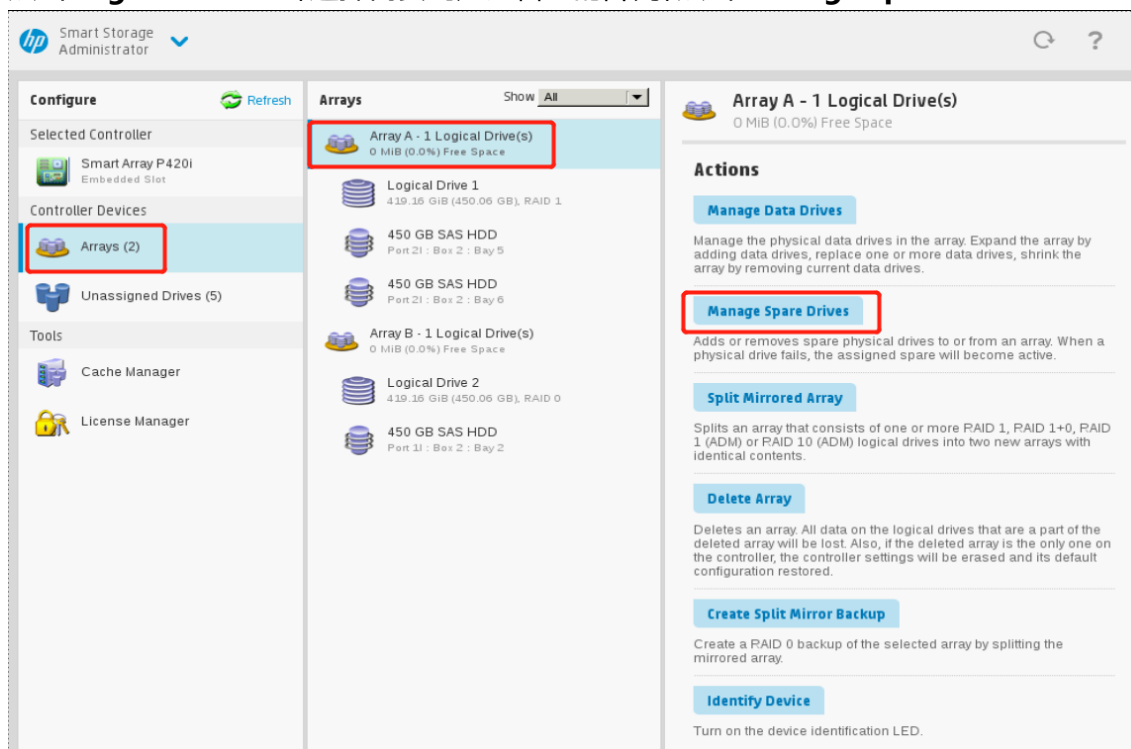 hp Smart Storage
Administrator
?
Configure Refresh
Selected Controller
Smart Array P420i
Embedded Slot
Controller Devices
Arrays (2)
Unassigned Drives (5)
Tools
Cache Manager
License Manager
Arrays Show All
Array A - 1 Logical Drive(s)
0 MiB (0.0%) Free Space
Logical Drive 1
419.16 GiB (450.06 GB), RAID 1
450 GB SAS HDD
Port 2I : Box 2 : Bay 5
450 GB SAS HDD
Port 2I : Box 2 : Bay 6
Array B - 1 Logical Drive(s)
0 MiB (0.0%) Free Space
Logical Drive 2
419.16 GiB (450.06 GB), RAID 0
450 GB SAS HDD
Port 1I : Box 2 : Bay 2
Array A - 1 Logical Drive(s)
0 MiB (0.0%) Free Space
Actions
Manage Data Drives
Manage the physical data drives in the array. Expand the array by
adding data drives, replace one or more data drives, shrink the
array by removing current data drives.
Manage Spare Drives
Adds or removes spare physical drives to or from an array. When a
physical drive fails, the assigned spare will become active.
Split Mirrored Array
Splits an array that consists of one or more RAID 1, RAID 1+0, RAID
1 (ADM) or RAID 10 (ADM) logical drives into two new arrays with
identical contents.
Delete Array
Deletes an array. All data on the logical drives that are a part of the
deleted array will be lost. Also, if the deleted array is the only one on
the controller, the controller settings will be erased and its default
configuration restored.
Create Split Mirror Backup
Create a RAID 0 backup of the selected array by splitting the
mirrored array.
Identify Device
Turn on the device identification LED.